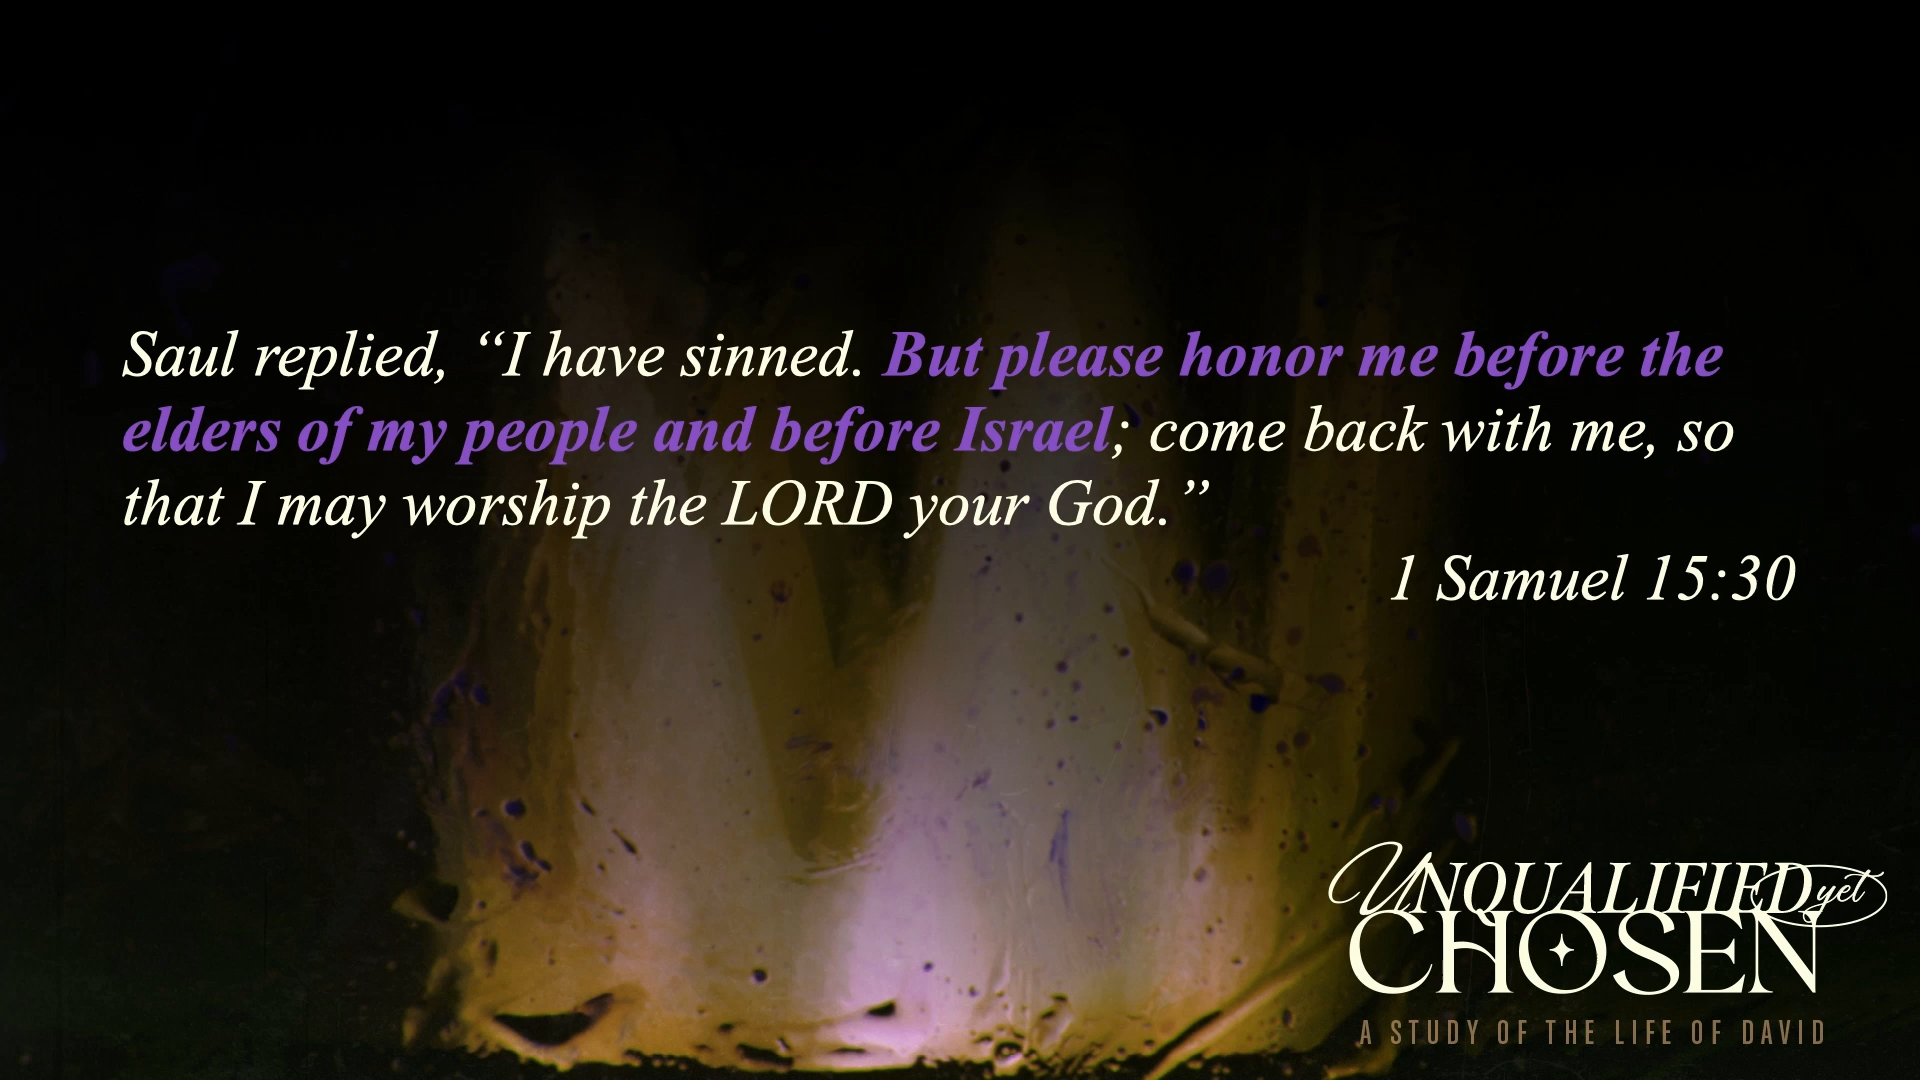 Saul replied, “I have sinned. But please honor me before the
elders of my people and before Israel; come back with me, so
that I may worship the LORD your God.”
1 Samuel 15:30
UNQUALIFIED yet
CHOSEN
A STUDY OF THE LIFE OF DAVID